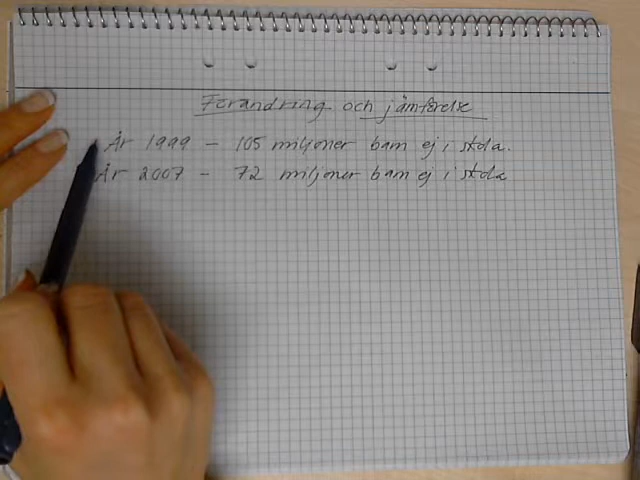 Förändring och jämförelse
År 1999 – 105 miljoner barn ej i skola.
År 2007 – 72 miljoner barn ej i skola